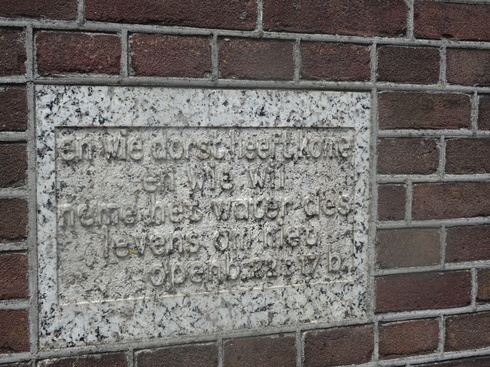 en wie dorst heeft kome
en wie wil
neme het water des
levens om niet
openb. 22:17 b.